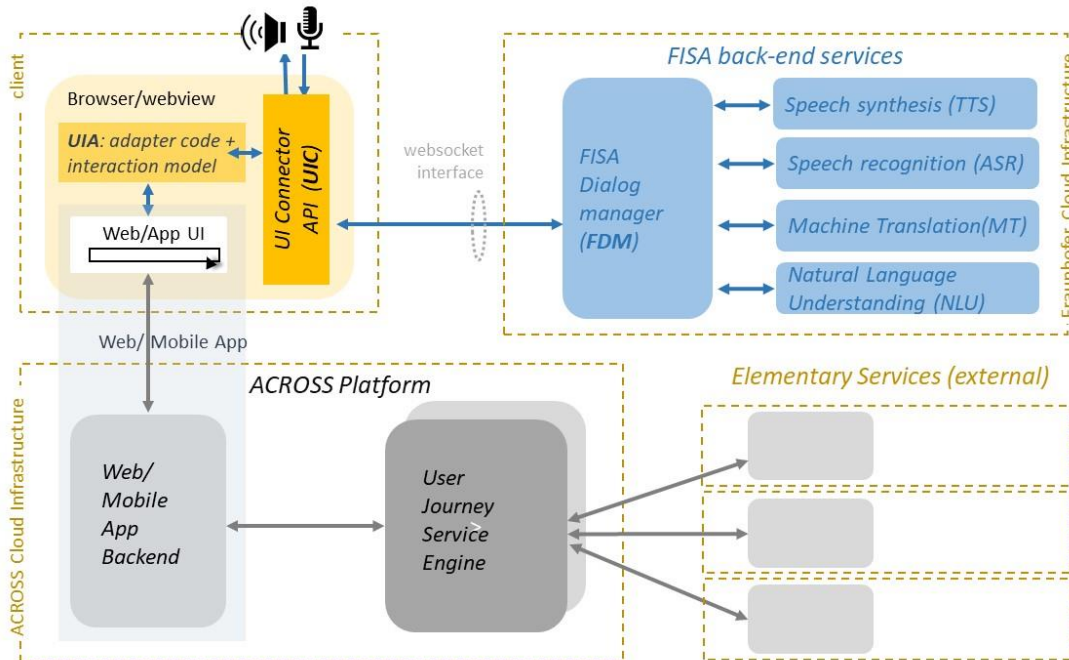 client
Browser/webview
UIA: adapter code +
interaction model
UI Connector
API (UIC)
Web/App UI
websocket
interface
FISA back-end services
FISA
Dialog
manager
(FDM)
Speech synthesis (TTS)
Speech recognition (ASR)
Machine Translation(MT)
Natural Language
Understanding (NLU)
Fraunhofer Cloud Infrastructure
Web/ Mobile App
ACROSS Cloud Infrastructure
ACROSS Platform
Web/
Mobile
App
Backend
User
Journey
Service
Engine
>
Elementary Services (external)